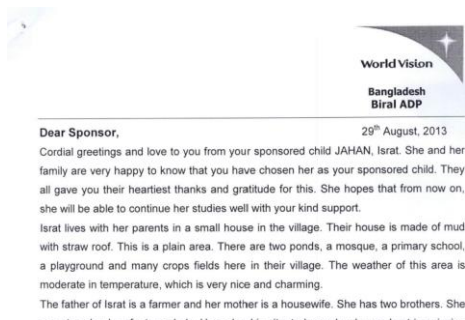 World Vision
Bangladesh
Biral ADP
Dear Sponsor,
29th August, 2013
Cordial greetings and love to you from your sponsored child JAHAN, Israt. She and her
family are very happy to know that you have chosen her as your sponsored child. They
all gave you their heartiest thanks and gratitude for this. She hopes that from now on,
she will be able to continue her studies well with your kind support.
Israt lives with her parents in a small house in the village. Their house is made of mud
with straw roof. This is a plain area. There are two ponds, a mosque, a primary school,
a playground and many crops fields here in their village. The weather of this area is
moderate in temperature, which is very nice and charming.
The father of Israt is a farmer and her mother is a housewife. She has two brothers. She